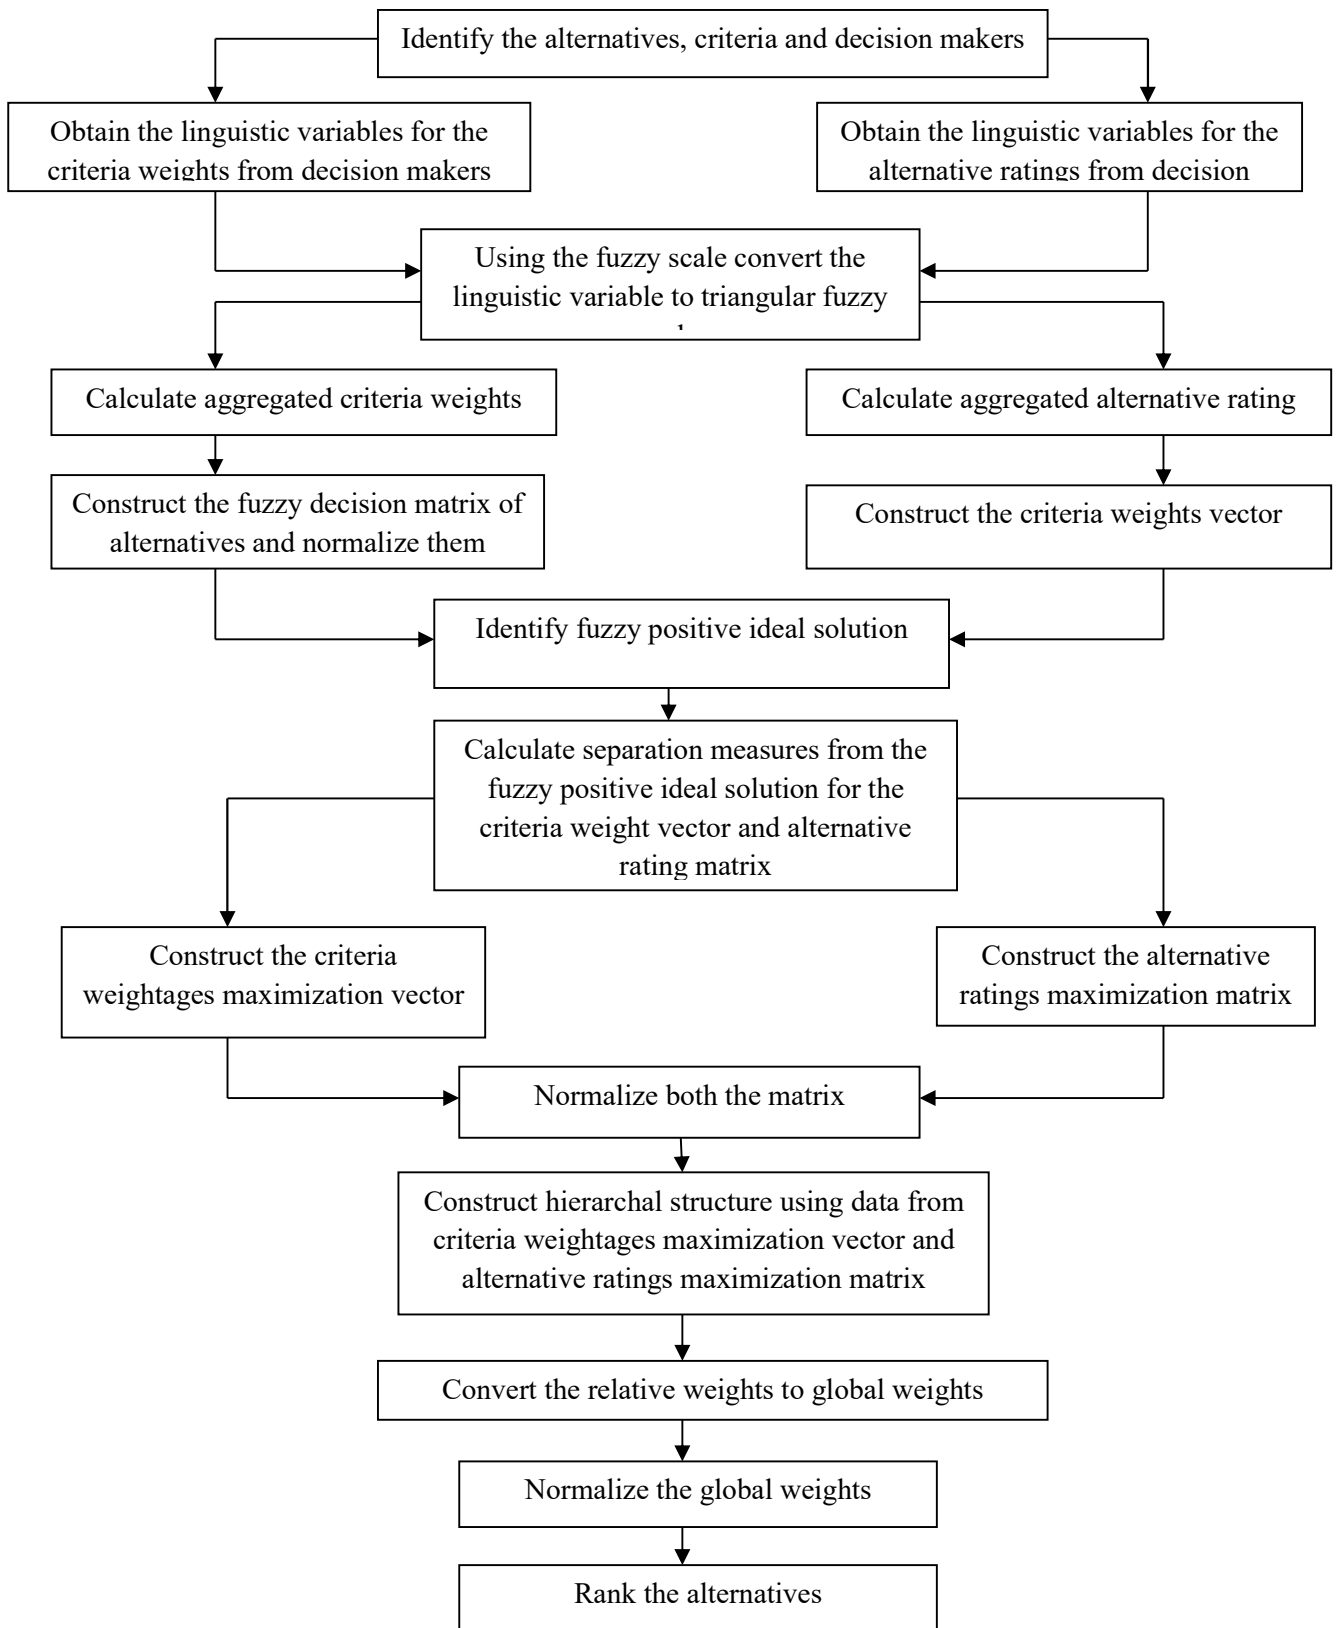 Identify the alternatives, criteria and decision makers
Obtain the linguistic variables for the
criteria weights from decision makers
Obtain the linguistic variables for the
alternative ratings from decision
Using the fuzzy scale convert the
linguistic variable to triangular fuzzy
Calculate aggregated criteria weights
Calculate aggregated alternative rating
Construct the fuzzy decision matrix of
alternatives and normalize them
Construct the criteria weights vector
Identify fuzzy positive ideal solution
Calculate separation measures from the
fuzzy positive ideal solution for the
criteria weight vector and alternative
rating matrix
Construct the criteria
weightages maximization vector
Construct the alternative
ratings maximization matrix
Normalize both the matrix
Construct hierarchal structure using data from
criteria weightages maximization vector and
alternative ratings maximization matrix
Convert the relative weights to global weights
Normalize the global weights
Rank the alternatives